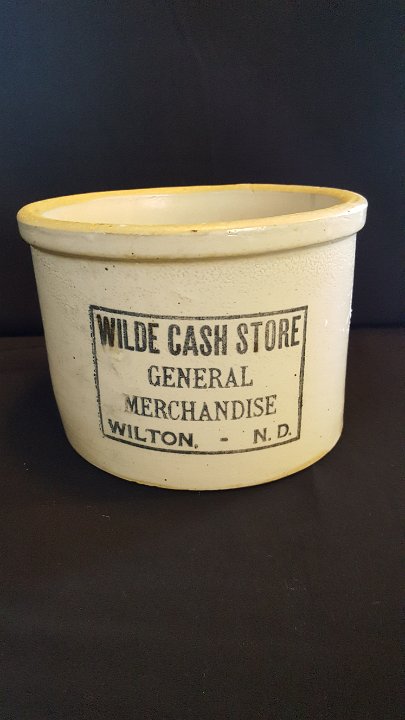 WILDE CASH STORE
GENERAL
MERCHANDISE
WILTON, - N.D.